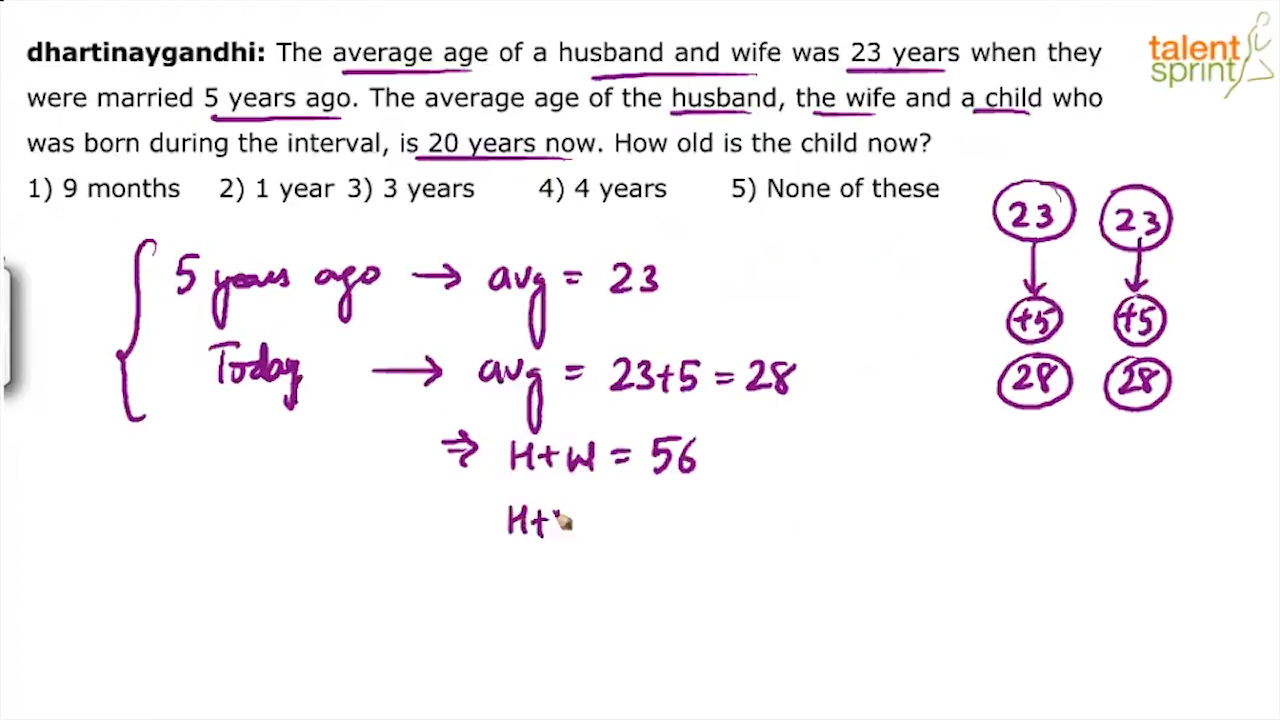 dhartinaygandhi: The average age of a husband and wife was 23 years when they
were married 5 years ago. The average age of the husband, the wife and a child who
was born during the interval, is 20 years now. How old is the child now?
1) 9 months 2) 1 year 3) 3 years 4) 4 years 5) None of these
talent
sprint
23 23
5 years ago → avg = 23
+5 +5
Today → avg = 23+5 = 28
28 28
⇒ H+W = 56
H+